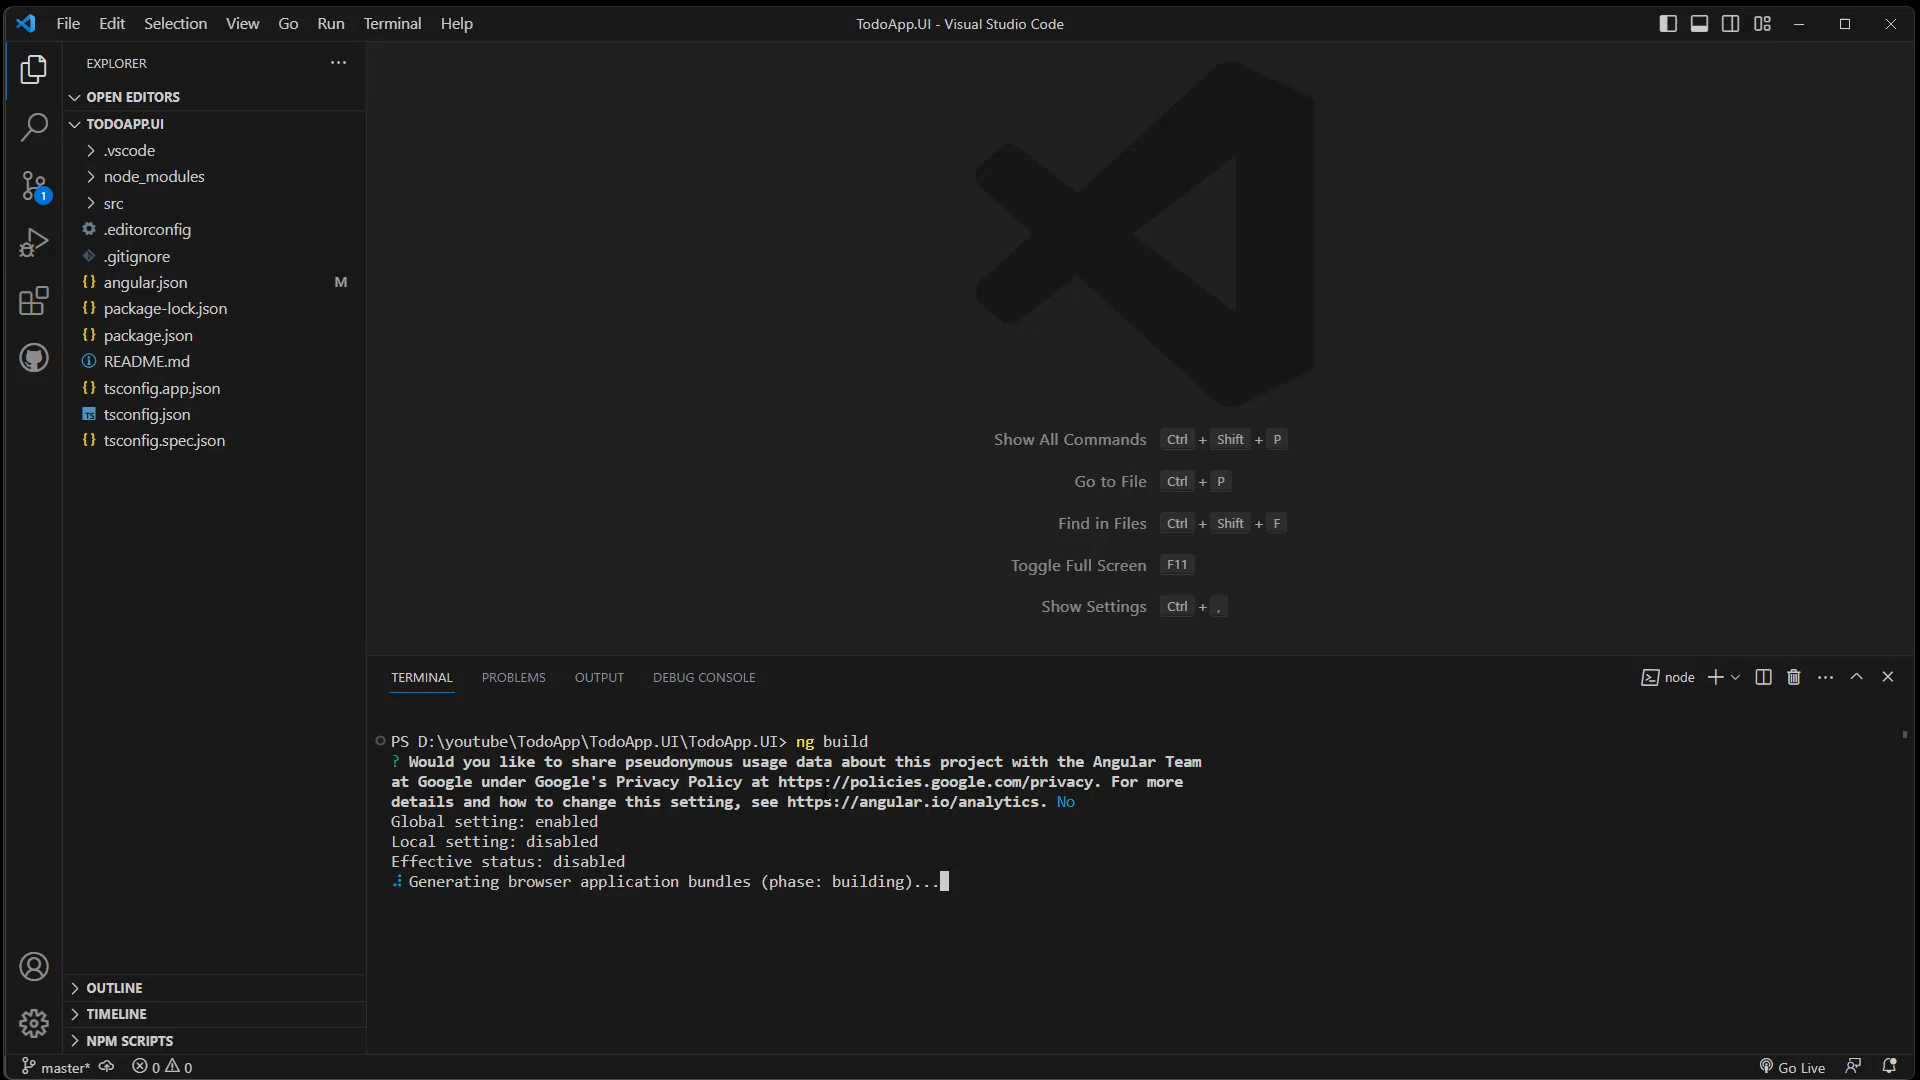 File Edit Selection View Go Run Terminal Help
TodoApp.UI - Visual Studio Code
EXPLORER
OPEN EDITORS
TODOAPP.UI
.vscode
node_modules
src
.editorconfig
.gitignore
angular.json M
package-lock.json
package.json
README.md
tsconfig.app.json
tsconfig.json
tsconfig.spec.json
OUTLINE
TIMELINE
NPM SCRIPTS
1
Show All Commands Ctrl + Shift + P
Go to File Ctrl + P
Find in Files Ctrl + Shift + F
Toggle Full Screen F11
Show Settings Ctrl + ,
TERMINAL PROBLEMS OUTPUT DEBUG CONSOLE
node
PS D:\youtube\TodoApp\TodoApp.UI\TodoApp.UI> ng build
? Would you like to share pseudonymous usage data about this project with the Angular Team
at Google under Google's Privacy Policy at https://policies.google.com/privacy. For more
details and how to change this setting, see https://angular.io/analytics. No
Global setting: enabled
Local setting: disabled
Effective status: disabled
Generating browser application bundles (phase: building)...
master* 0 0
Go Live